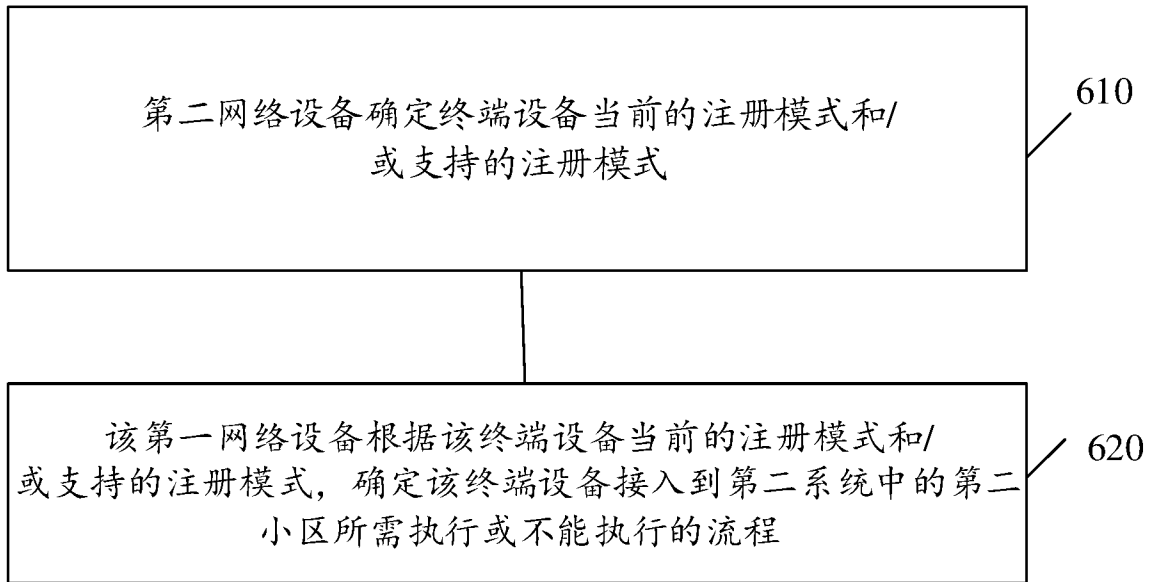 第二网络设备确定终端设备当前的注册模式和/
或支持的注册模式
610
该第一网络设备根据该终端设备当前的注册模式和/
或支持的注册模式，确定该终端设备接入到第二系统中的第二
小区所需执行或不能执行的流程
620